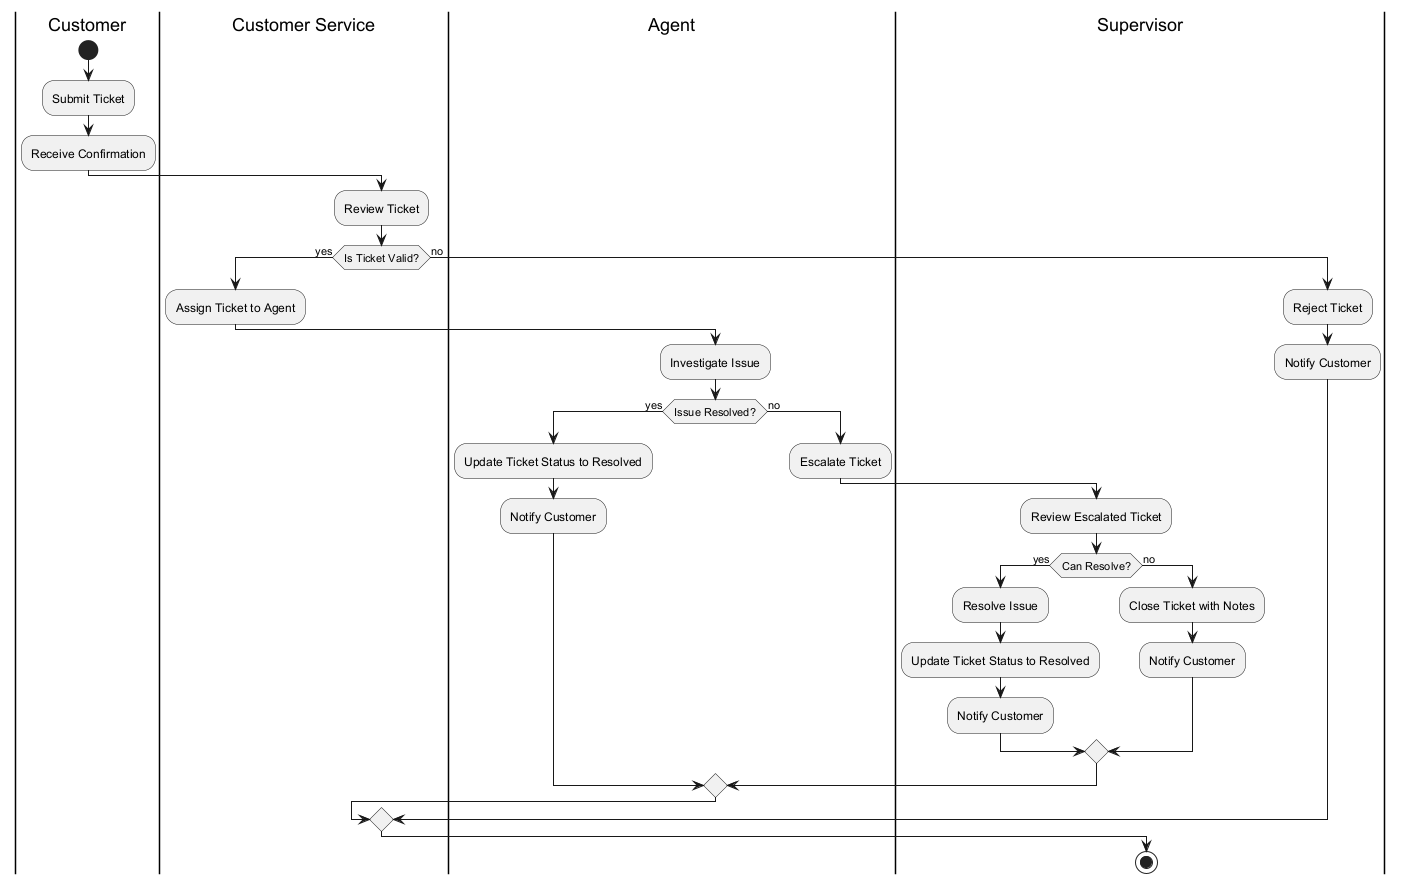 Customer
Customer Service
Agent
Supervisor
Submit Ticket
Receive Confirmation
Review Ticket
yes
Is Ticket Valid?
no
Assign Ticket to Agent
Reject Ticket
Investigate Issue
Notify Customer
yes
Issue Resolved?
no
Update Ticket Status to Resolved
Escalate Ticket
Notify Customer
Review Escalated Ticket
yes
Can Resolve?
no
Resolve Issue
Close Ticket with Notes
Update Ticket Status to Resolved
Notify Customer
Notify Customer